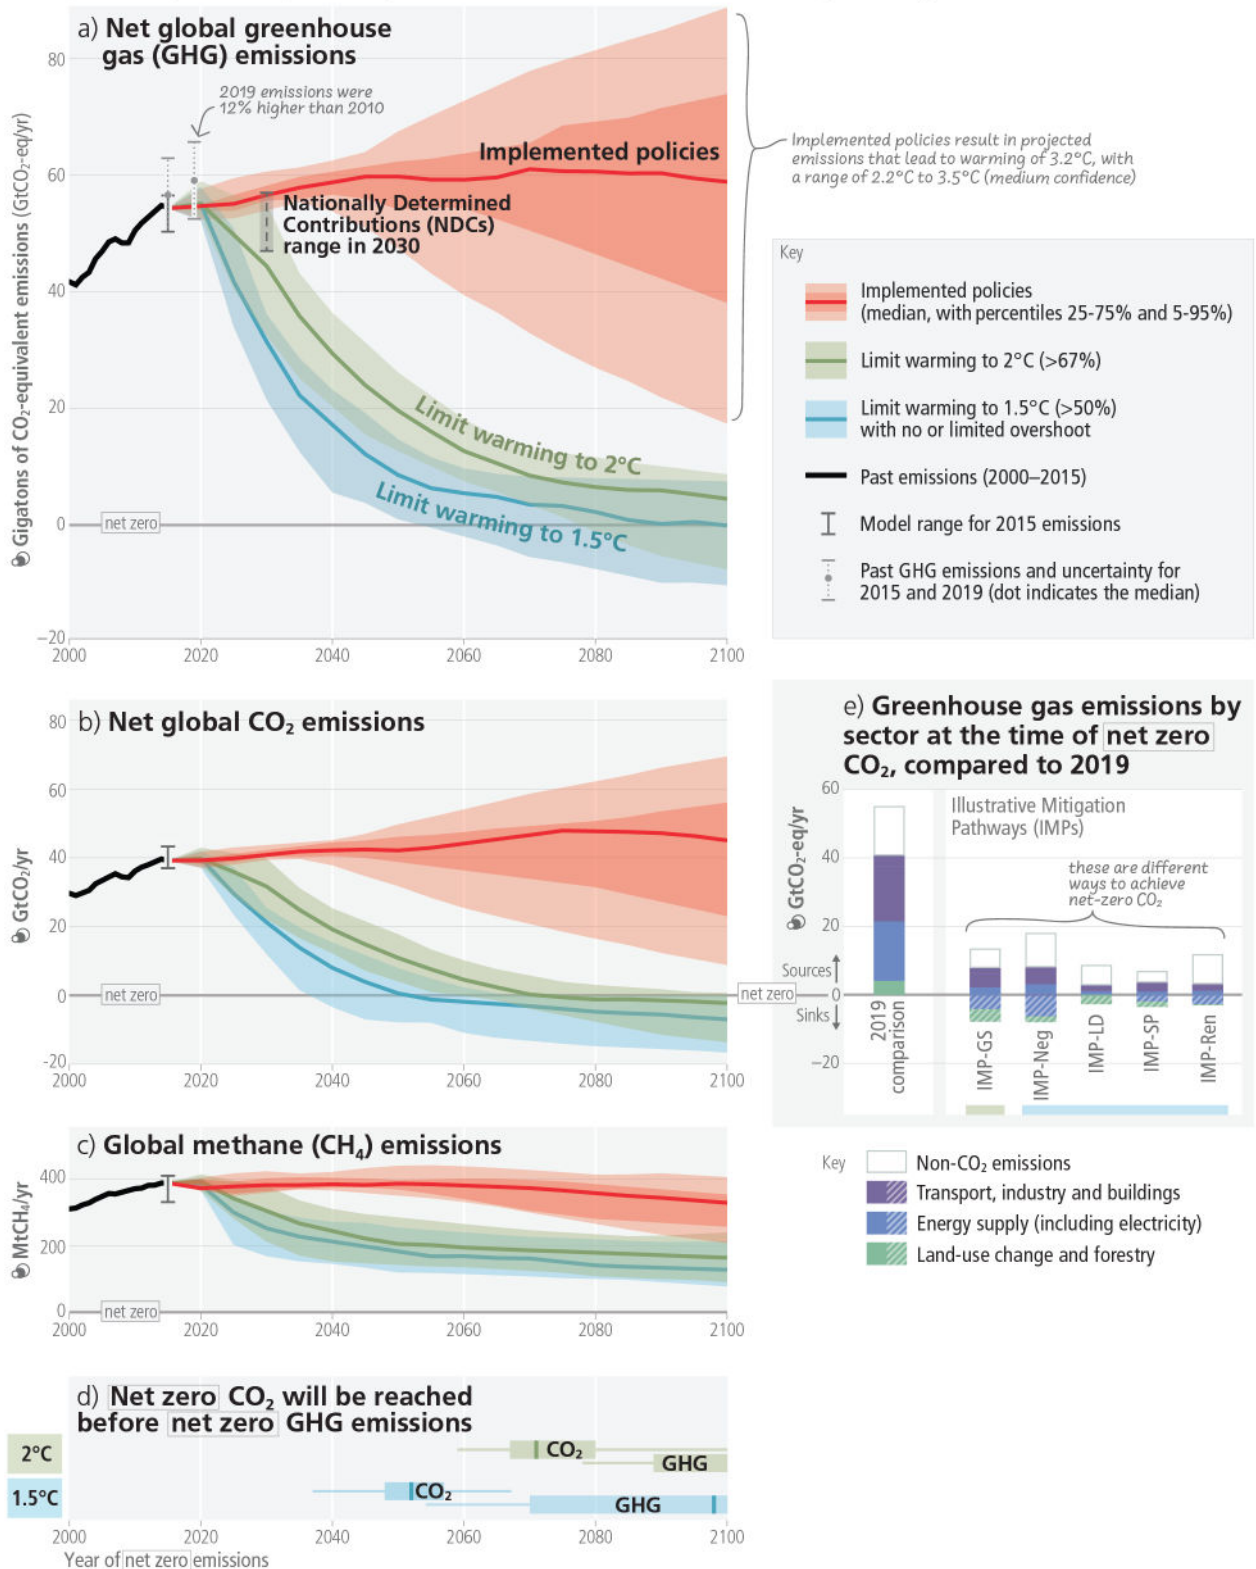 a) Net global greenhouse
gas (GHG) emissions
2019 emissions were
12% higher than 2010
Gigatons of CO₂-equivalent emissions (GtCO₂-eq/yr)
80
60
40
20
0
−20
Implemented policies
Nationally Determined
Contributions (NDCs)
range in 2030
Limit warming to 2°C
Limit warming to 1.5°C
net zero
2000
2020
2040
2060
2080
2100
Implemented policies result in projected
emissions that lead to warming of 3.2°C, with
a range of 2.2°C to 3.5°C (medium confidence)
Key
Implemented policies
(median, with percentiles 25-75% and 5-95%)
Limit warming to 2°C (>67%)
Limit warming to 1.5°C (>50%)
with no or limited overshoot
Past emissions (2000–2015)
Model range for 2015 emissions
Past GHG emissions and uncertainty for
2015 and 2019 (dot indicates the median)
b) Net global CO₂ emissions
GtCO₂/yr
80
60
40
20
0
-20
net zero
2000
2020
2040
2060
2080
2100
c) Global methane (CH₄) emissions
MtCH₄/yr
400
200
0
net zero
2000
2020
2040
2060
2080
2100
d) Net zero CO₂ will be reached
before net zero GHG emissions
2°C
CO₂
GHG
1.5°C
CO₂
GHG
2000
2020
2040
2060
2080
2100
Year of net zero emissions
e) Greenhouse gas emissions by
sector at the time of net zero
CO₂, compared to 2019
GtCO₂-eq/yr
60
40
20
0
−20
Illustrative Mitigation
Pathways (IMPs)
these are different
ways to achieve
net-zero CO₂
Sources
net zero
Sinks
2019
comparison
IMP-GS
IMP-Neg
IMP-LD
IMP-SP
IMP-Ren
Key
Non-CO₂ emissions
Transport, industry and buildings
Energy supply (including electricity)
Land-use change and forestry